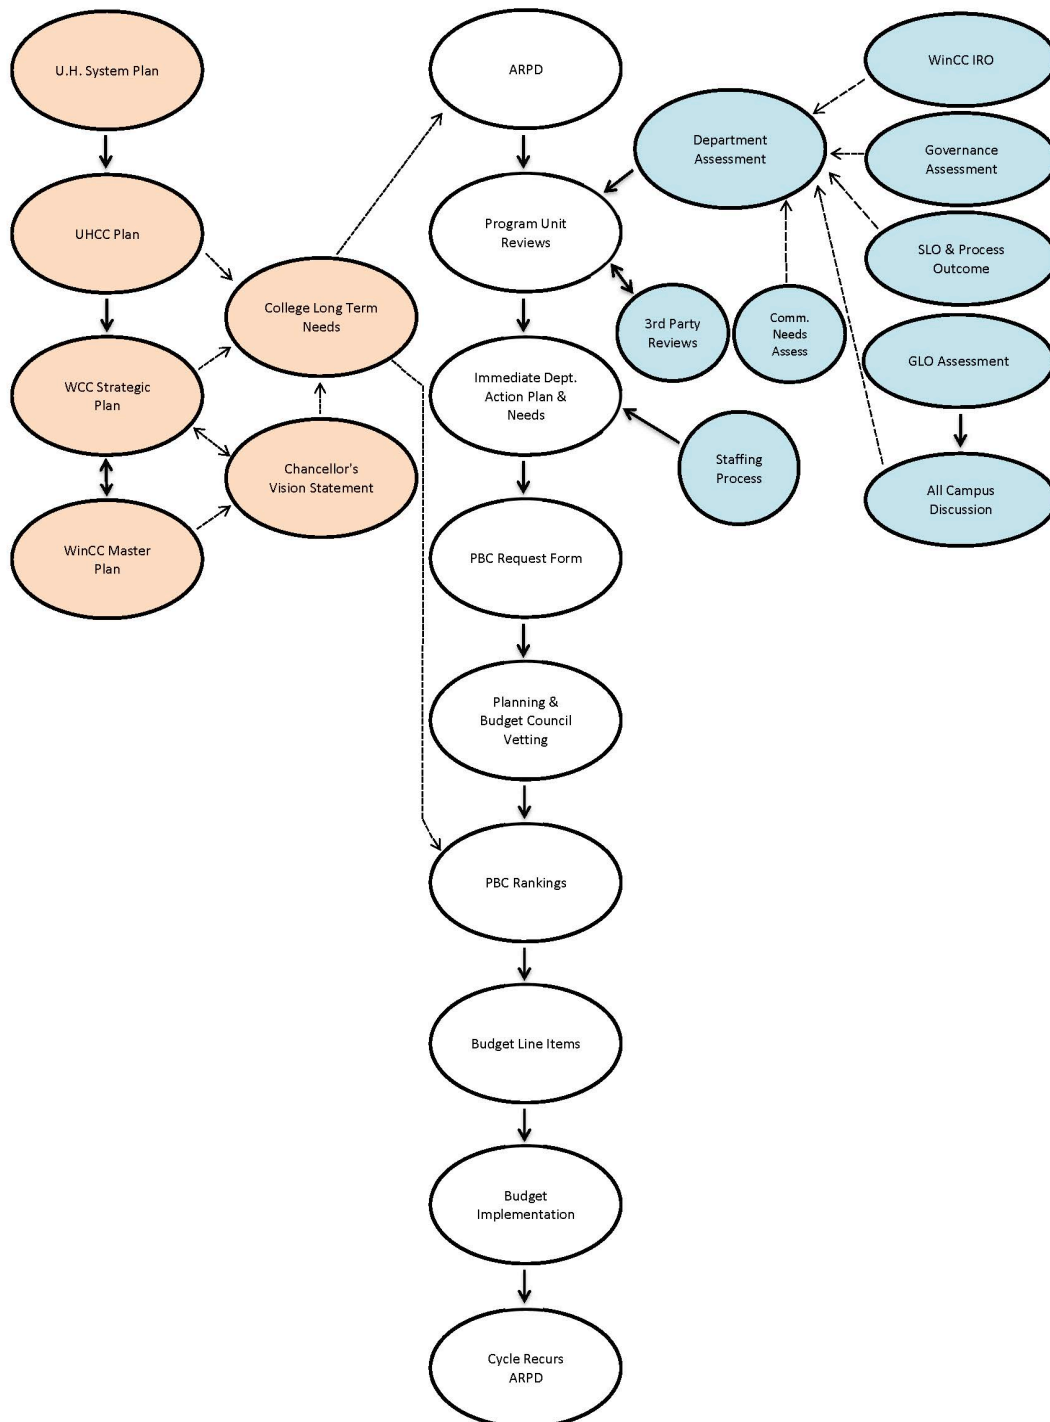 U.H. System Plan
ARPD
WinCC IRO
Department
Assessment
Governance
Assessment
UHCC Plan
Program Unit
Reviews
SLO & Process
Outcome
College Long Term
Needs
3rd Party
Reviews
Comm.
Needs
Assess
GLO Assessment
WCC Strategic
Plan
Immediate Dept.
Action Plan &
Needs
Chancellor's
Vision Statement
Staffing
Process
All Campus
Discussion
WinCC Master
Plan
PBC Request Form
Planning &
Budget Council
Vetting
PBC Rankings
Budget Line Items
Budget
Implementation
Cycle Recurs
ARPD